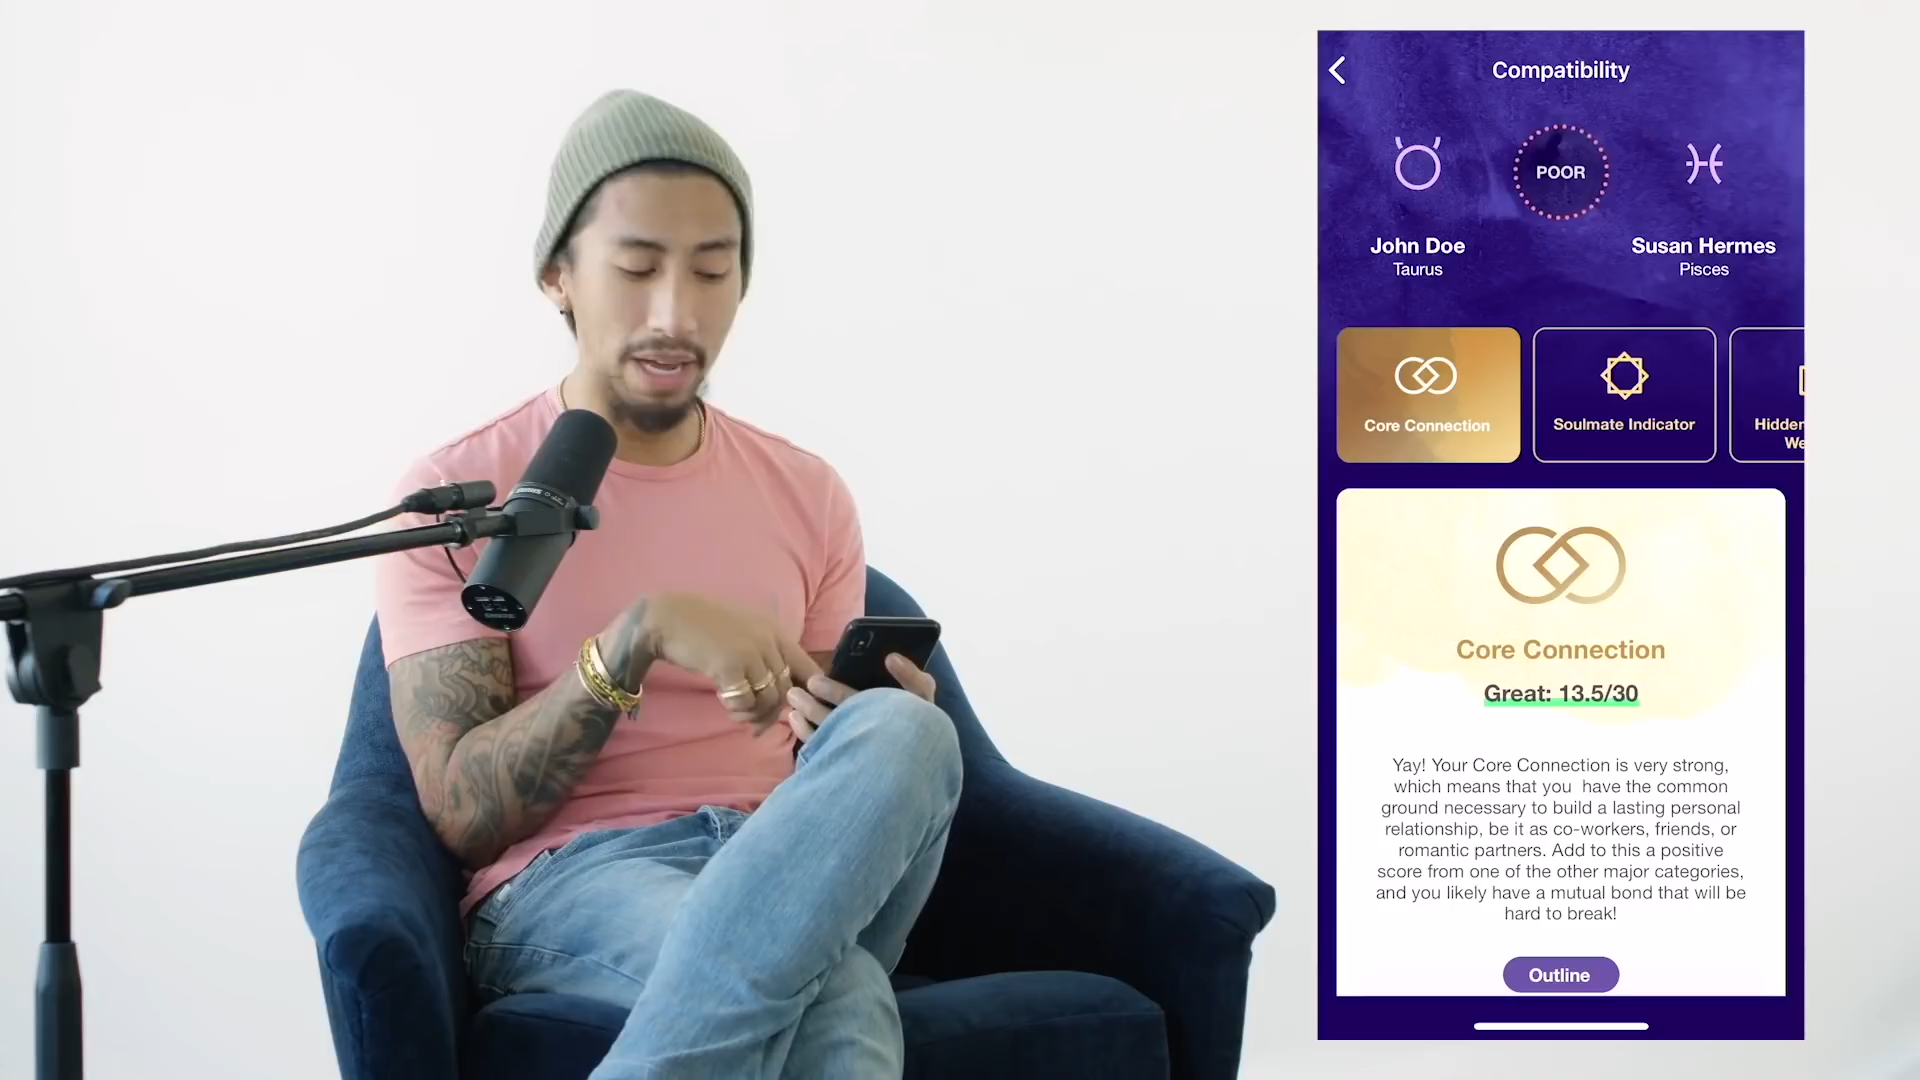 Compatibility
POOR
John Doe
Taurus
Susan Hermes
Pisces
Core Connection
Soulmate Indicator
Hidden
We
Core Connection
Great: 13.5/30
Yay! Your Core Connection is very strong,
which means that you have the common
ground necessary to build a lasting personal
relationship, be it as co-workers, friends, or
romantic partners. Add to this a positive
score from one of the other major categories,
and you likely have a mutual bond that will be
hard to break!
Outline